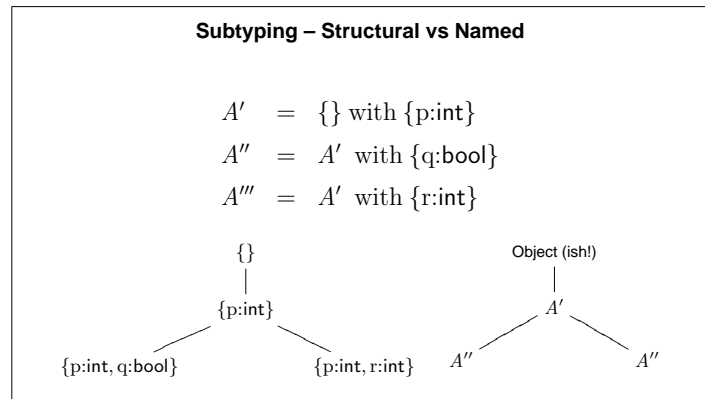 Subtyping – Structural vs Named
A′ = {} with {p:int}
A′′ = A′ with {q:bool}
A′′′ = A′ with {r:int}
{} Object (ish!)
{p:int} A′
{p:int, q:bool} {p:int, r:int} A′′ A′′